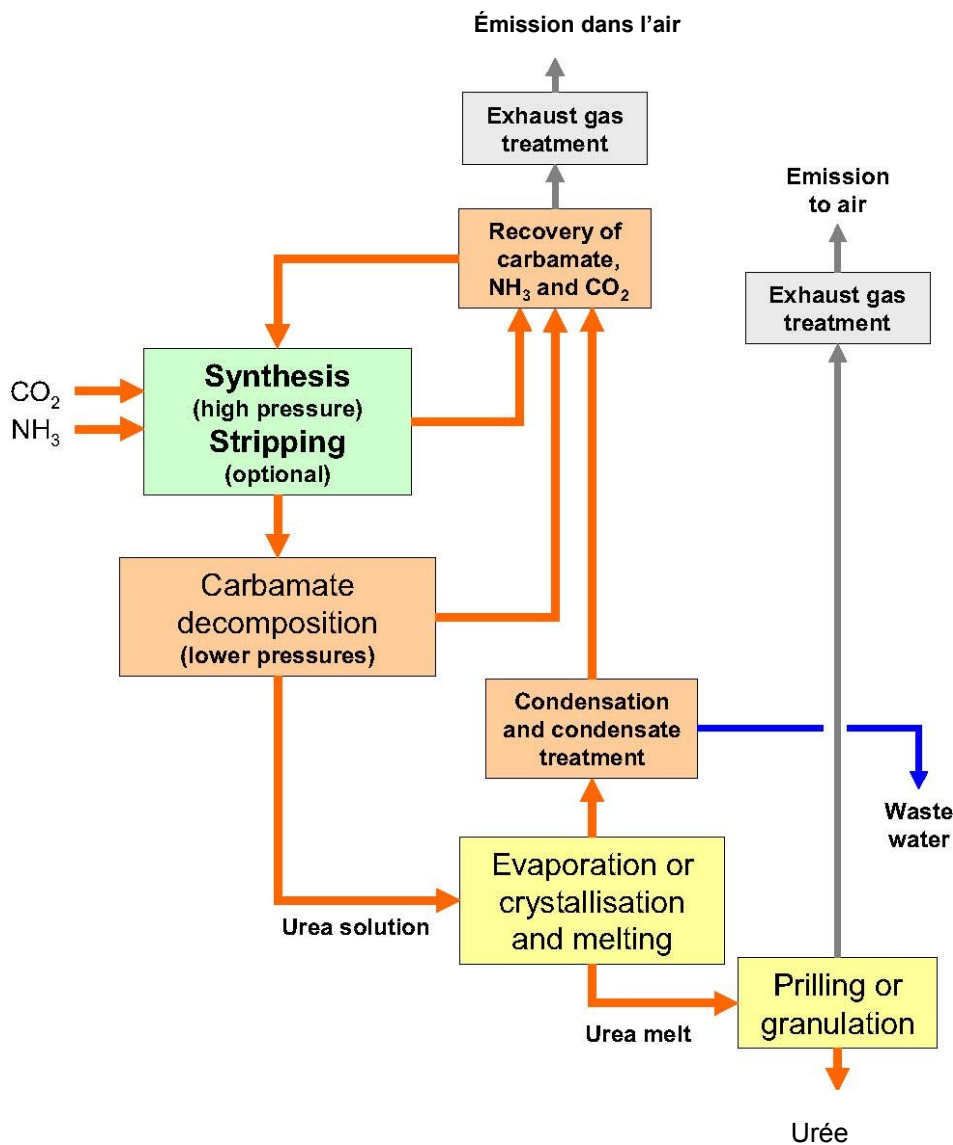 Émission dans l’air
Exhaust gas
treatment
Emission
to air
Recovery of
carbamate,
NH₃ and CO₂
Exhaust gas
treatment
CO₂
NH₃
Synthesis
(high pressure)
Stripping
(optional)
Carbamate
decomposition
(lower pressures)
Condensation
and condensate
treatment
Waste
water
Evaporation or
crystallisation
and melting
Urea solution
Prilling or
granulation
Urea melt
Urée